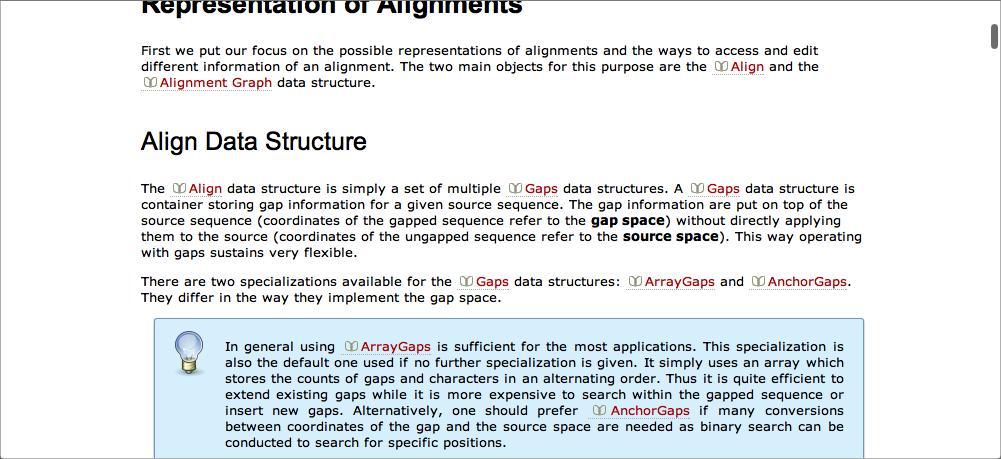 Representation of Alignments
First we put our focus on the possible representations of alignments and the ways to access and edit
different information of an alignment. The two main objects for this purpose are the Align and the
Alignment Graph data structure.
Align Data Structure
The Align data structure is simply a set of multiple Gaps data structures. A Gaps data structure is
container storing gap information for a given source sequence. The gap information are put on top of the
source sequence (coordinates of the gapped sequence refer to the gap space) without directly applying
them to the source (coordinates of the ungapped sequence refer to the source space). This way operating
with gaps sustains very flexible.
There are two specializations available for the Gaps data structures: ArrayGaps and AnchorGaps.
They differ in the way they implement the gap space.
In general using ArrayGaps is sufficient for the most applications. This specialization is
also the default one used if no further specialization is given. It simply uses an array which
stores the counts of gaps and characters in an alternating order. Thus it is quite efficient to
extend existing gaps while it is more expensive to search within the gapped sequence or
insert new gaps. Alternatively, one should prefer AnchorGaps if many conversions
between coordinates of the gap and the source space are needed as binary search can be
conducted to search for specific positions.